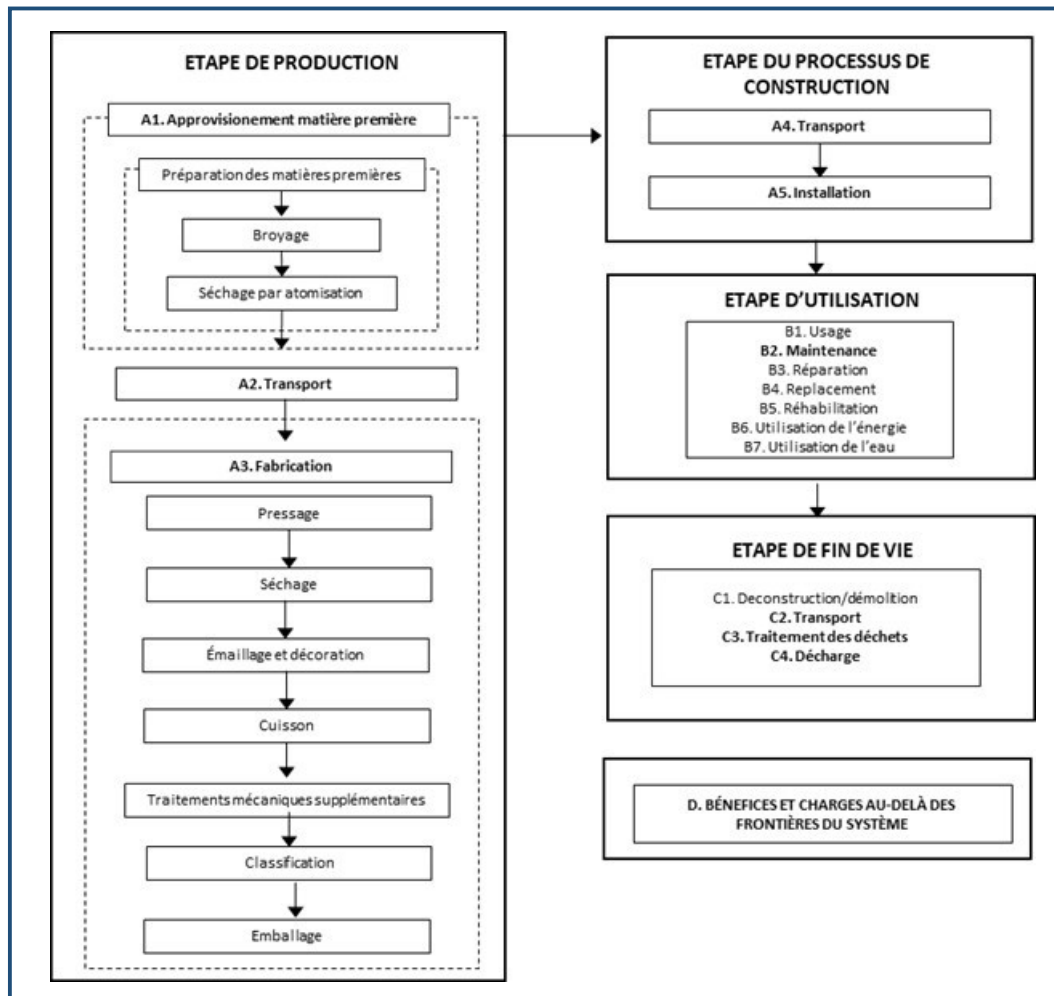 ETAPE DE PRODUCTION
A1. Approvisionement matière première
Préparation des matières premières
Broyage
Séchage par atomisation
A2. Transport
A3. Fabrication
Pressage
Séchage
Émaillage et décoration
Cuisson
Traitements mécaniques supplémentaires
Classification
Emballage
ETAPE DU PROCESSUS DE
CONSTRUCTION
A4. Transport
A5. Installation
ETAPE D'UTILISATION
B1. Usage
B2. Maintenance
B3. Réparation
B4. Replacement
B5. Réhabilitation
B6. Utilisation de l'énergie
B7. Utilisation de l'eau
ETAPE DE FIN DE VIE
C1. Deconstruction/démolition
C2. Transport
C3. Traitement des déchets
C4. Décharge
D. BÉNEFICES ET CHARGES AU-DELÀ DES
FRONTIÈRES DU SYSTÈME